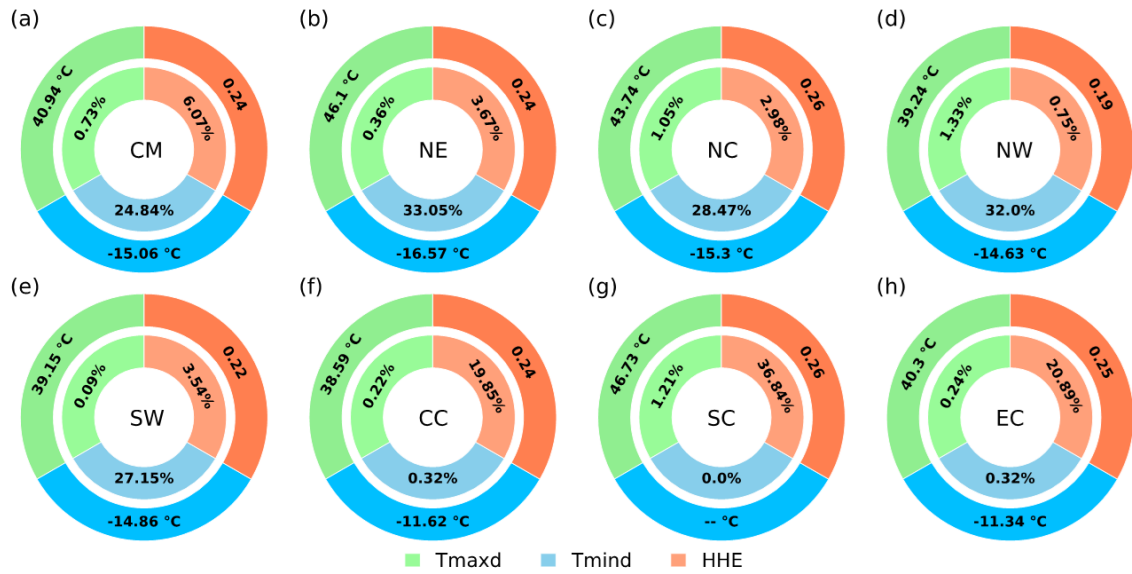 (a)
40.94 °C
0.24
0.73%
6.07%
CM
24.84%
-15.06 °C
(b)
46.1 °C
0.24
0.36%
3.67%
NE
33.05%
-16.57 °C
(c)
43.74 °C
0.26
1.05%
2.98%
NC
28.47%
-15.3 °C
(d)
39.24 °C
0.19
1.33%
0.75%
NW
32.0%
-14.63 °C
(e)
39.15 °C
0.22
0.09%
3.54%
SW
27.15%
-14.86 °C
(f)
38.59 °C
0.24
0.22%
19.85%
CC
0.32%
-11.62 °C
(g)
46.73 °C
0.26
1.21%
36.84%
SC
0.0%
-- °C
(h)
40.3 °C
0.25
0.24%
20.89%
EC
0.32%
-11.34 °C
Tmaxd Tmind HHE